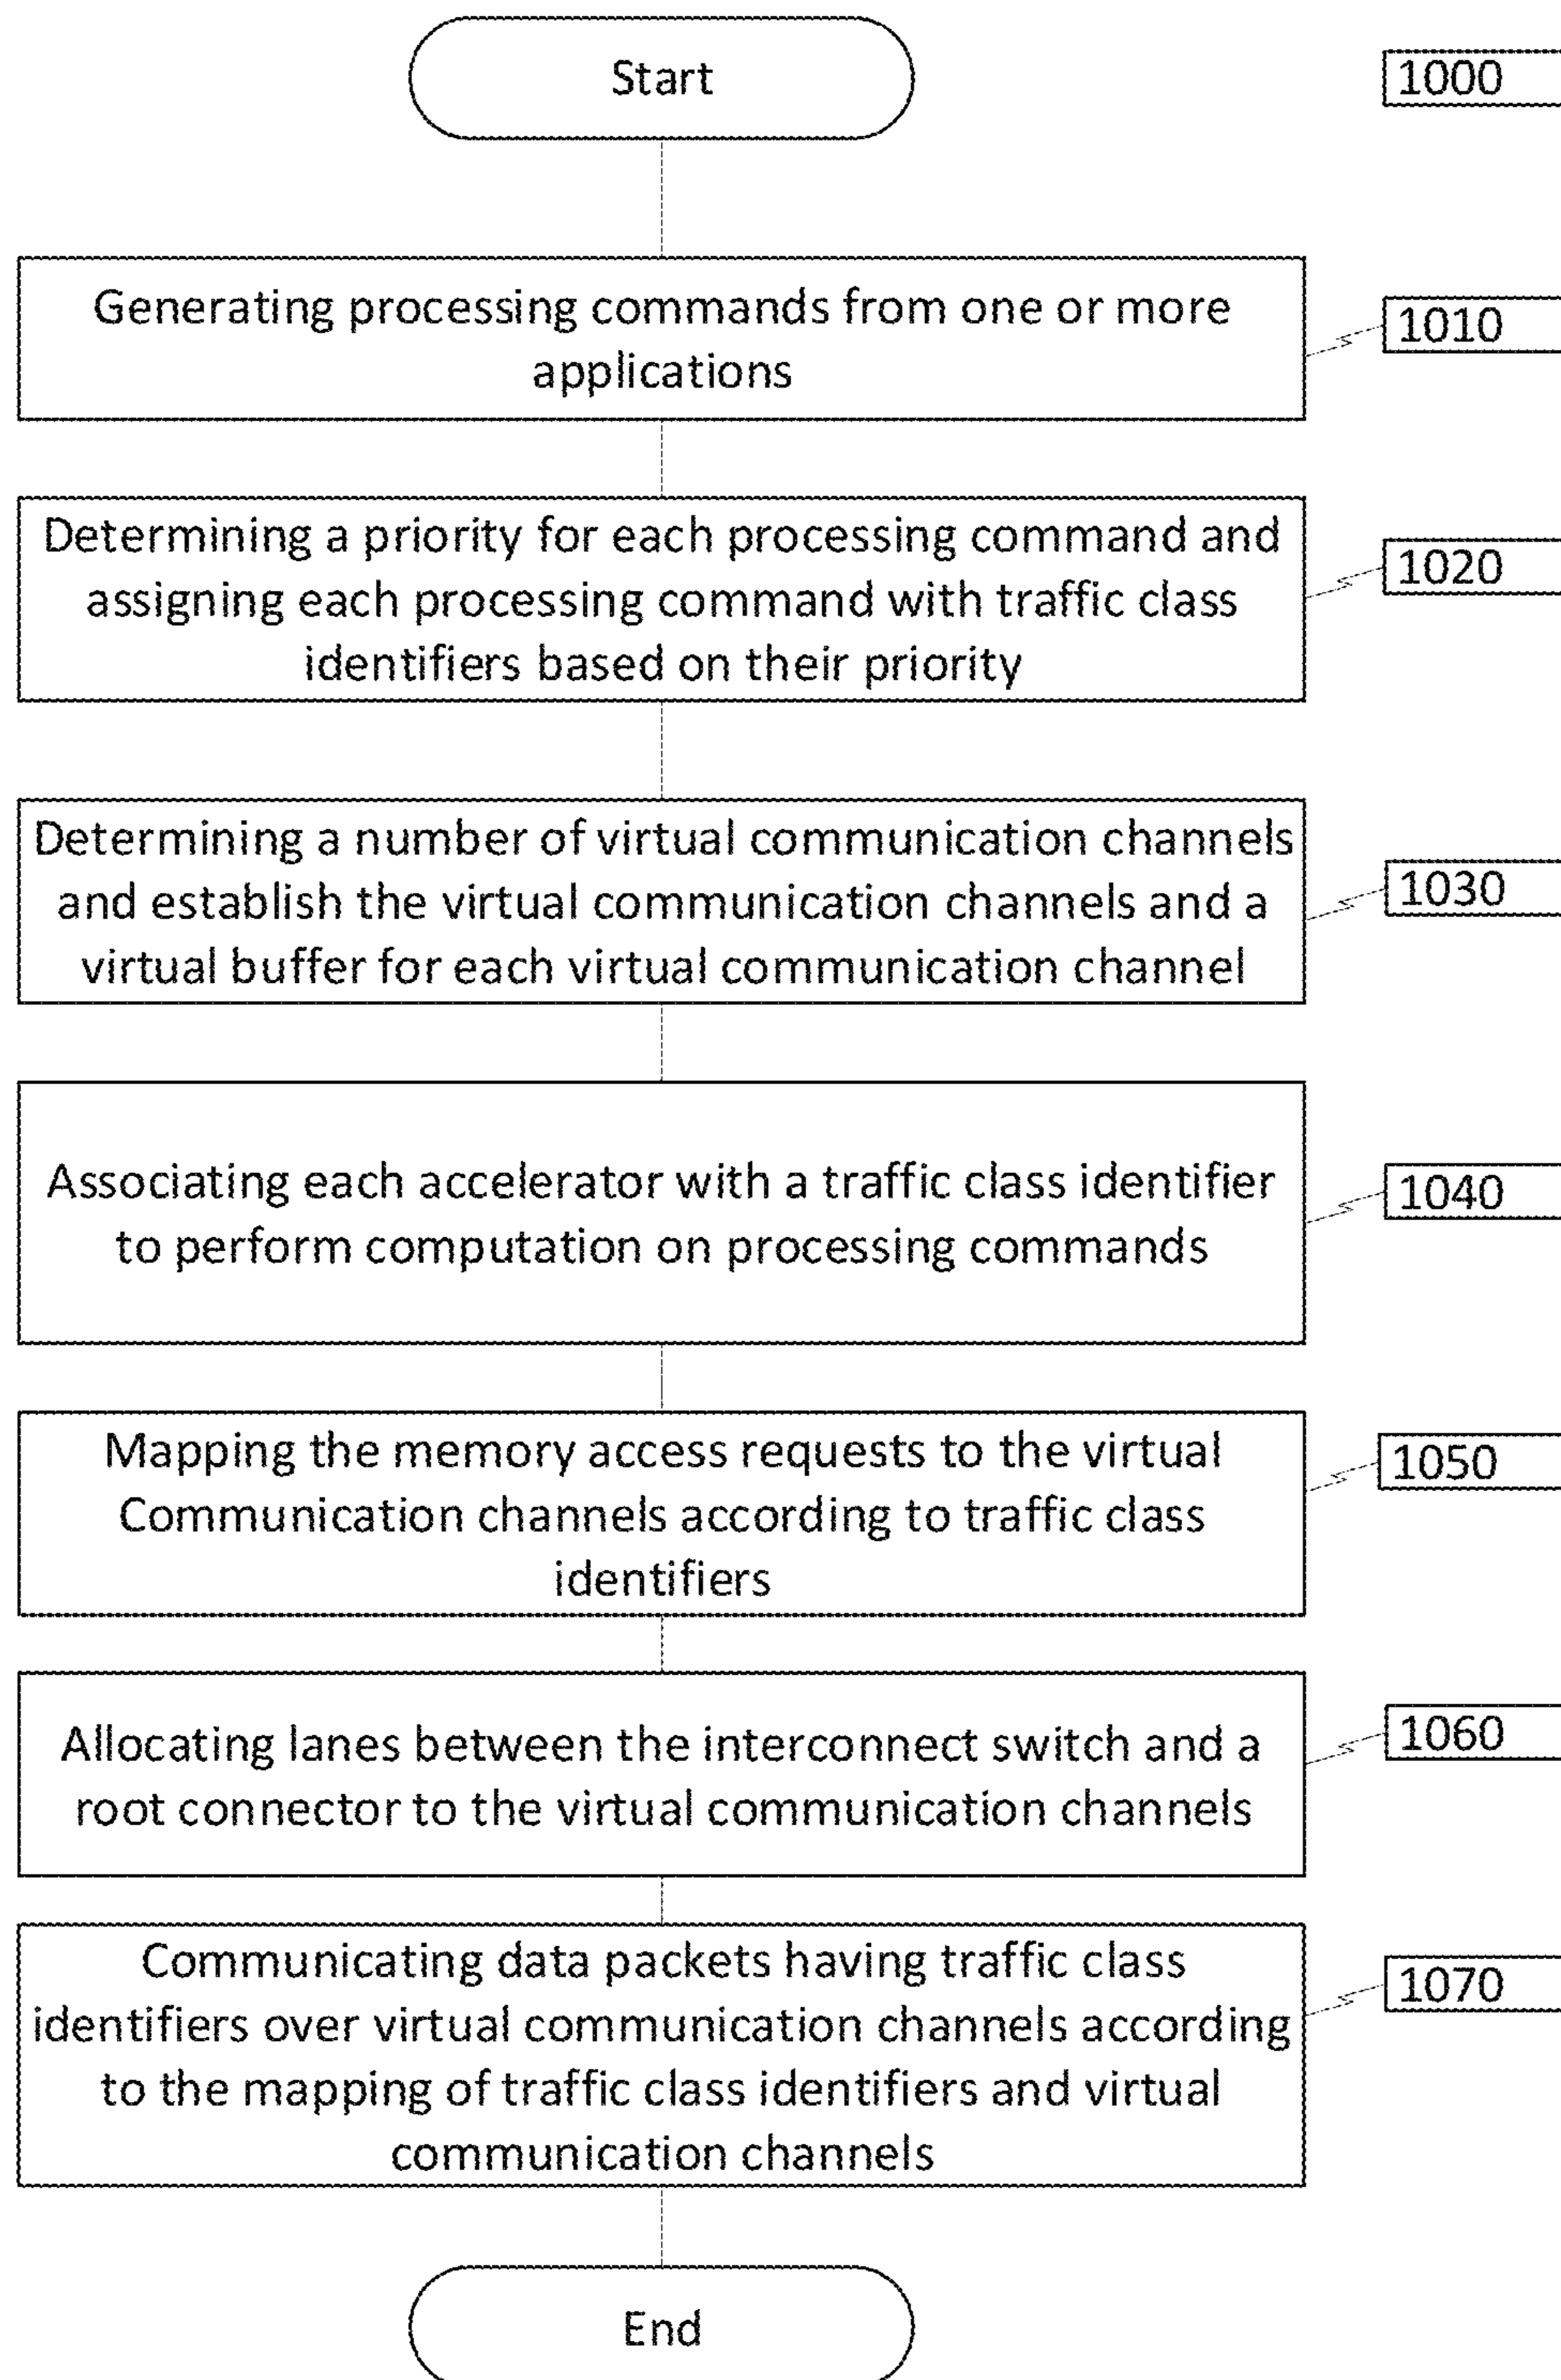 Start
1000
Generating processing commands from one or more
applications
1010
Determining a priority for each processing command and
assigning each processing command with traffic class
identifiers based on their priority
1020
Determining a number of virtual communication channels
and establish the virtual communication channels and a
virtual buffer for each virtual communication channel
1030
Associating each accelerator with a traffic class identifier
to perform computation on processing commands
1040
Mapping the memory access requests to the virtual
Communication channels according to traffic class
identifiers
1050
Allocating lanes between the interconnect switch and a
root connector to the virtual communication channels
1060
Communicating data packets having traffic class
identifiers over virtual communication channels according
to the mapping of traffic class identifiers and virtual
communication channels
1070
End